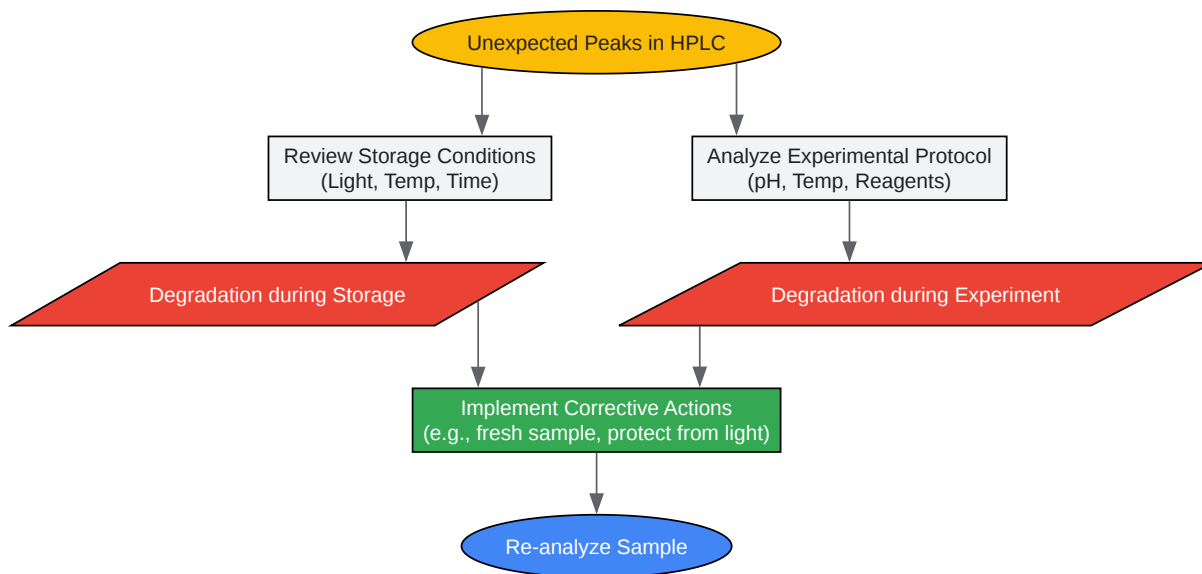 Unexpected Peaks in HPLC
Review Storage Conditions
(Light, Temp, Time)
Analyze Experimental Protocol
(pH, Temp, Reagents)
Degradation during Storage
Degradation during Experiment
Implement Corrective Actions
(e.g., fresh sample, protect from light)
Re-analyze Sample